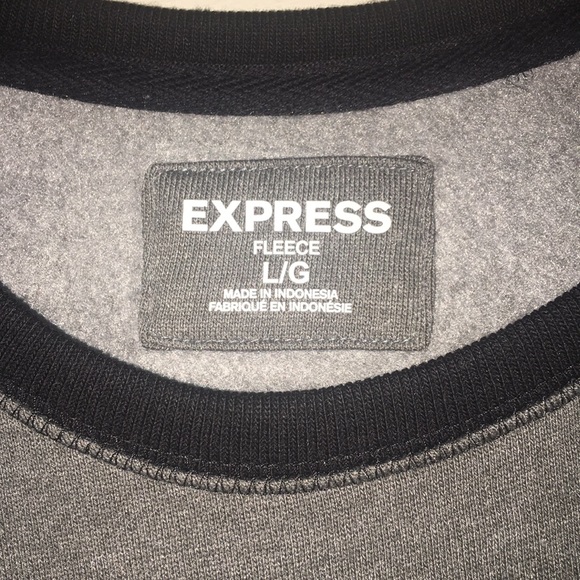 EXPRESS
FLEECE
L/G
MADE IN INDONESIA
FABRIQUÉ EN INDONÉSIE